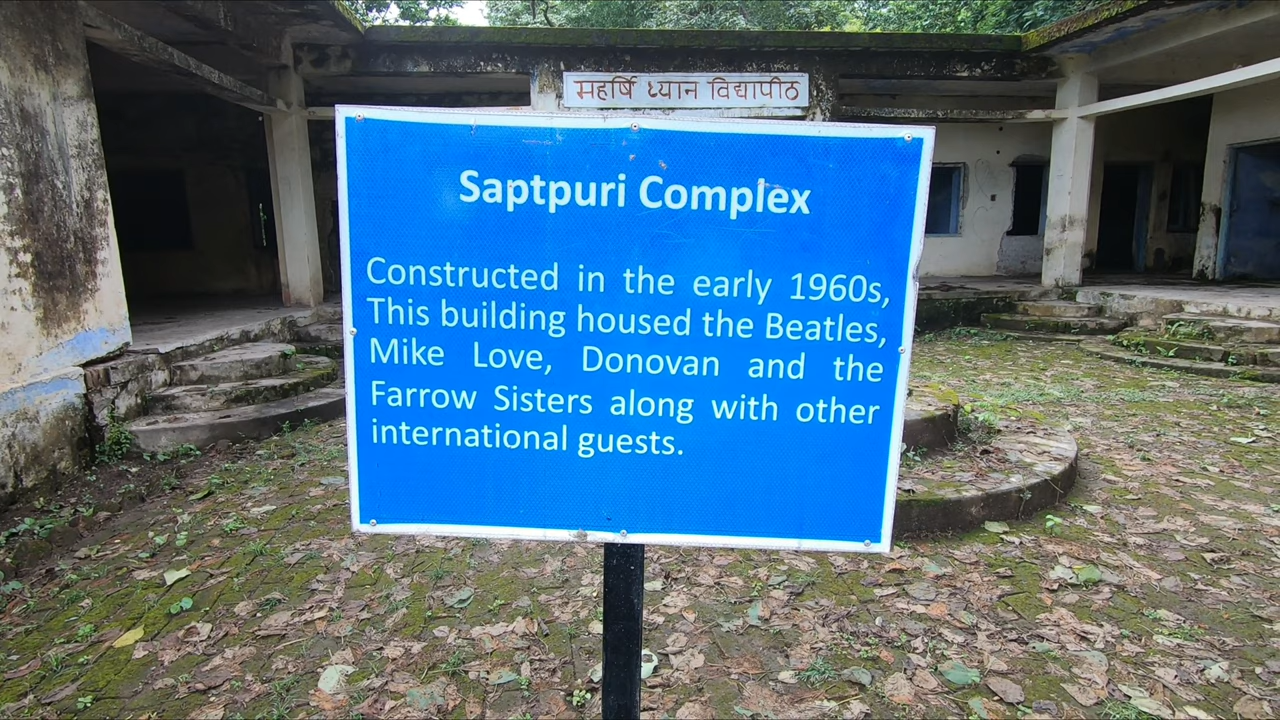 महर्षि ध्यान विद्यापीठ
Saptpuri Complex
Constructed in the early 1960s,
This building housed the Beatles,
Mike Love, Donovan and the
Farrow Sisters along with other
international guests.